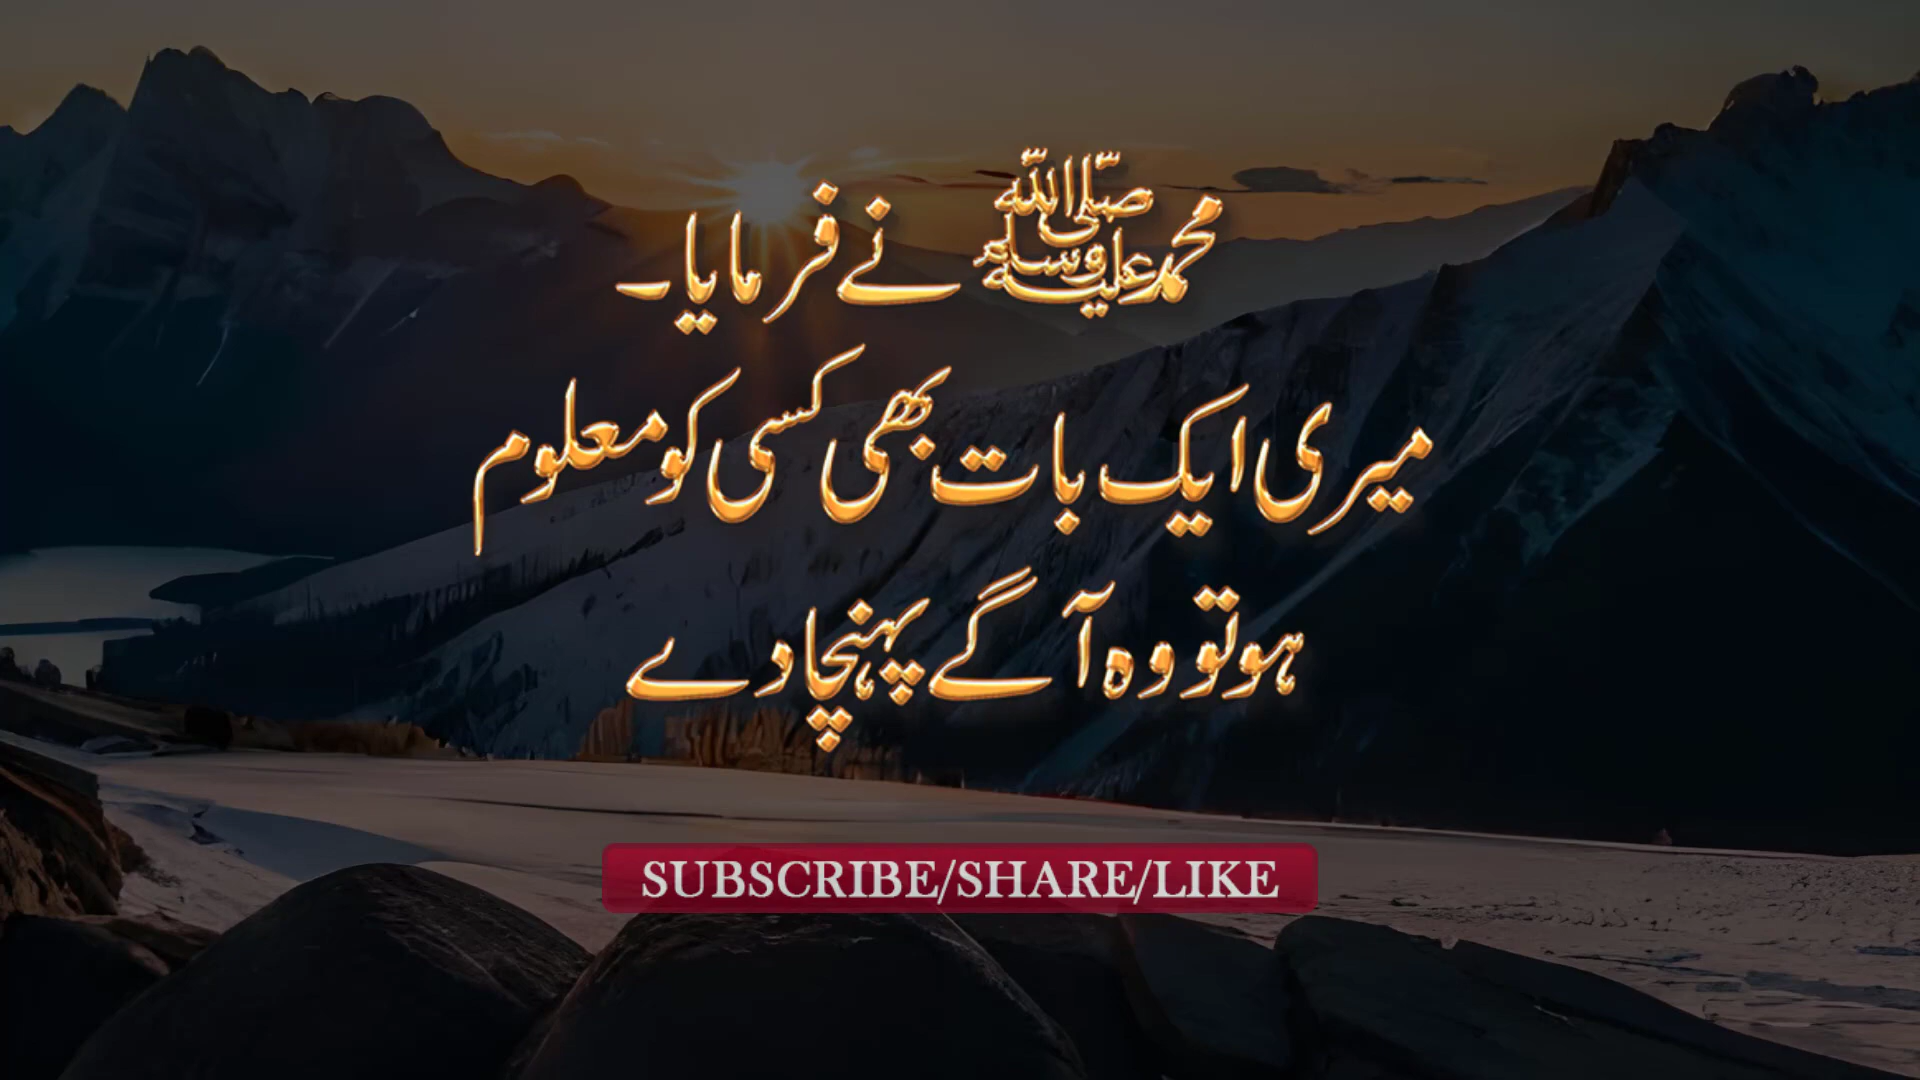 محمد صلی اللہ علیہ وسلم نے فرمایا۔
میری ایک بات بھی کسی کو معلوم
ہو تو وہ آگے پہنچا دے
SUBSCRIBE/SHARE/LIKE